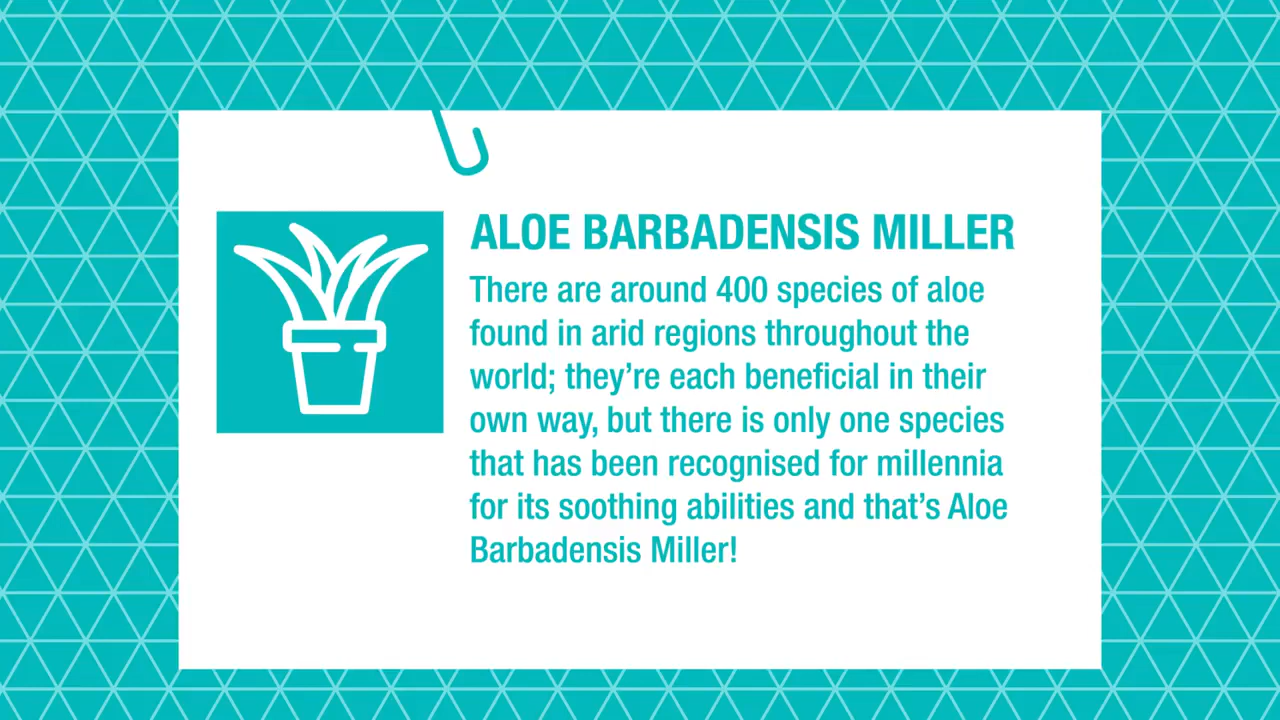 ALOE BARBADENSIS MILLER
There are around 400 species of aloe
found in arid regions throughout the
world; they’re each beneficial in their
own way, but there is only one species
that has been recognised for millennia
for its soothing abilities and that’s Aloe
Barbadensis Miller!